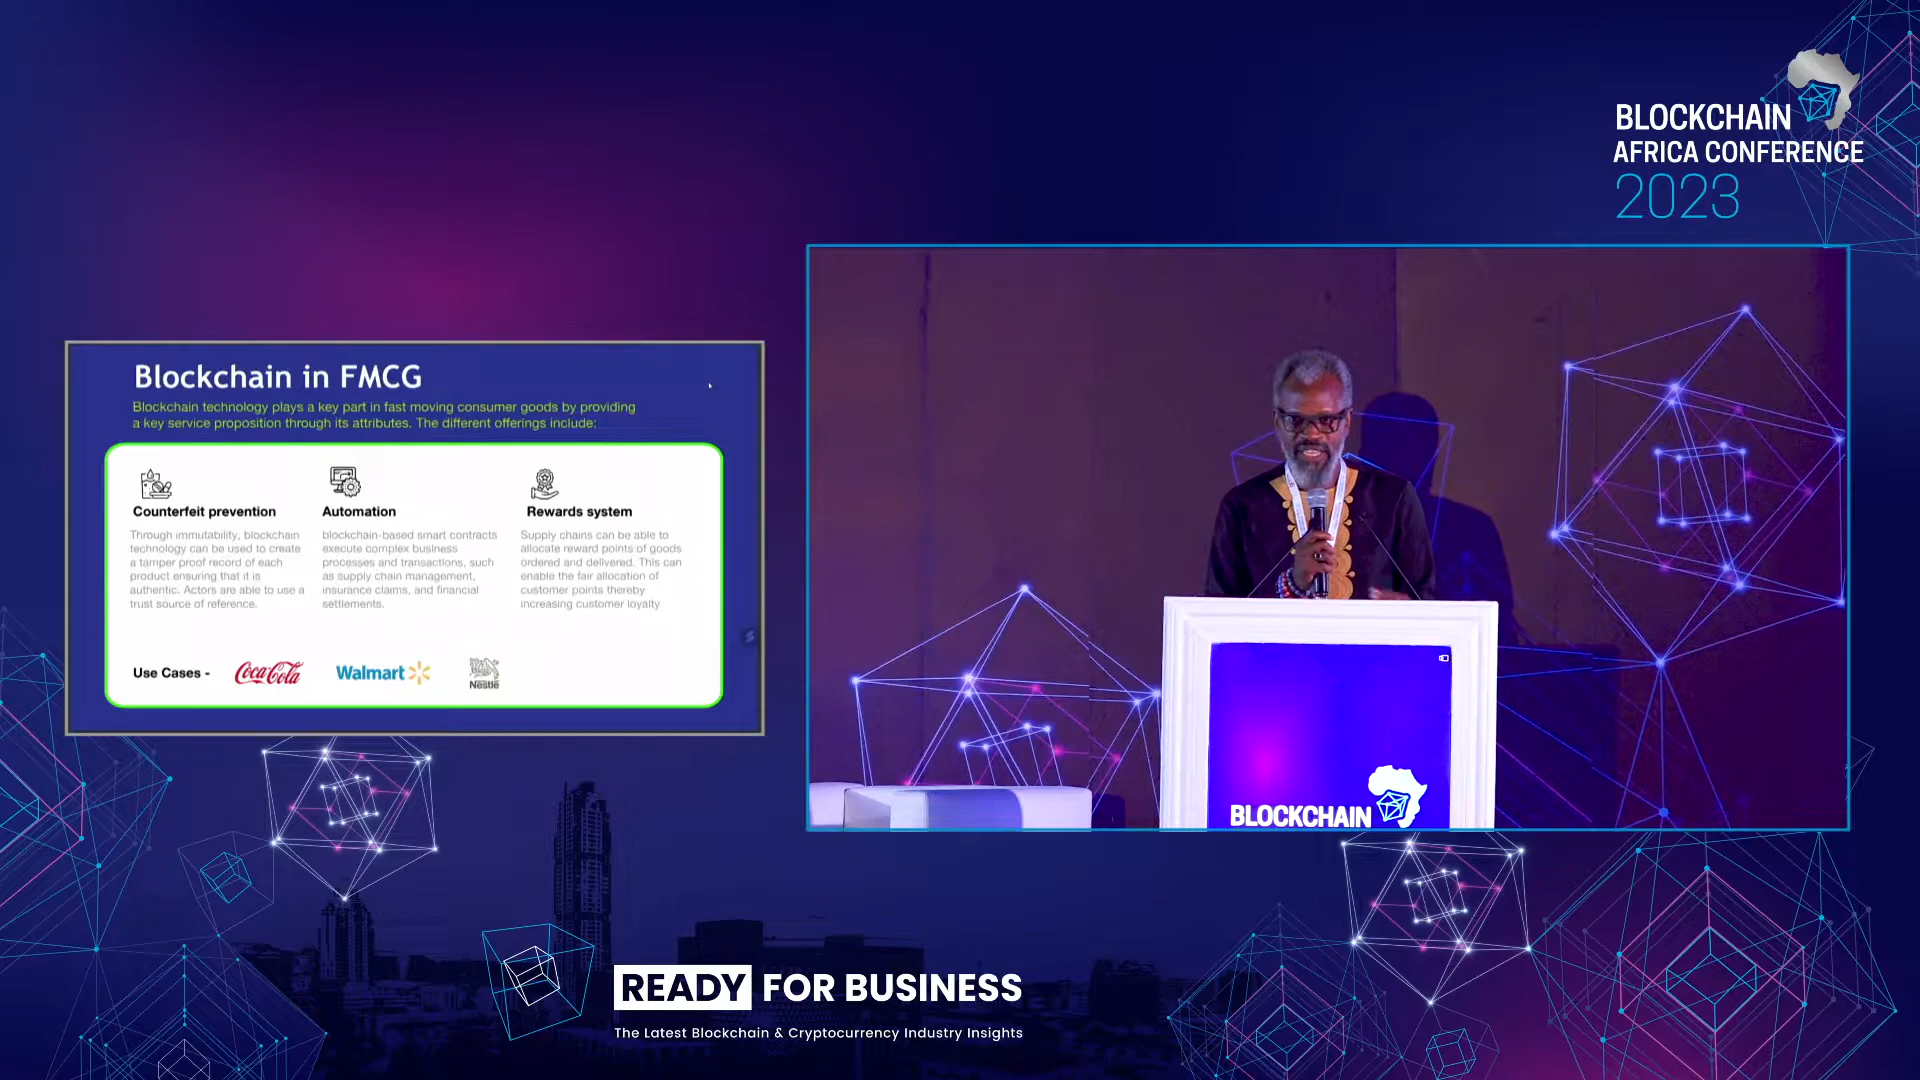 BLOCKCHAIN
AFRICA CONFERENCE
2023
Blockchain in FMCG
Blockchain technology plays a key part in fast moving consumer goods by providing
a key service proposition through its attributes. The different offerings include:
Counterfeit prevention
Through immutability, blockchain
technology can be used to create
a tamper proof record of each
product ensuring that it is
authentic. Actors are able to use a
trust source of reference.
Automation
blockchain-based smart contracts
execute complex business
processes and transactions, such
as supply chain management,
insurance claims, and financial
settlements.
Rewards system
Supply chains can be able to
allocate reward points of goods
ordered and delivered. This can
enable the fair allocation of
customer points thereby
increasing customer loyalty
Use Cases - Coca-Cola Walmart Nestle
BLOCKCHAIN
READY FOR BUSINESS
The Latest Blockchain & Cryptocurrency Industry Insights